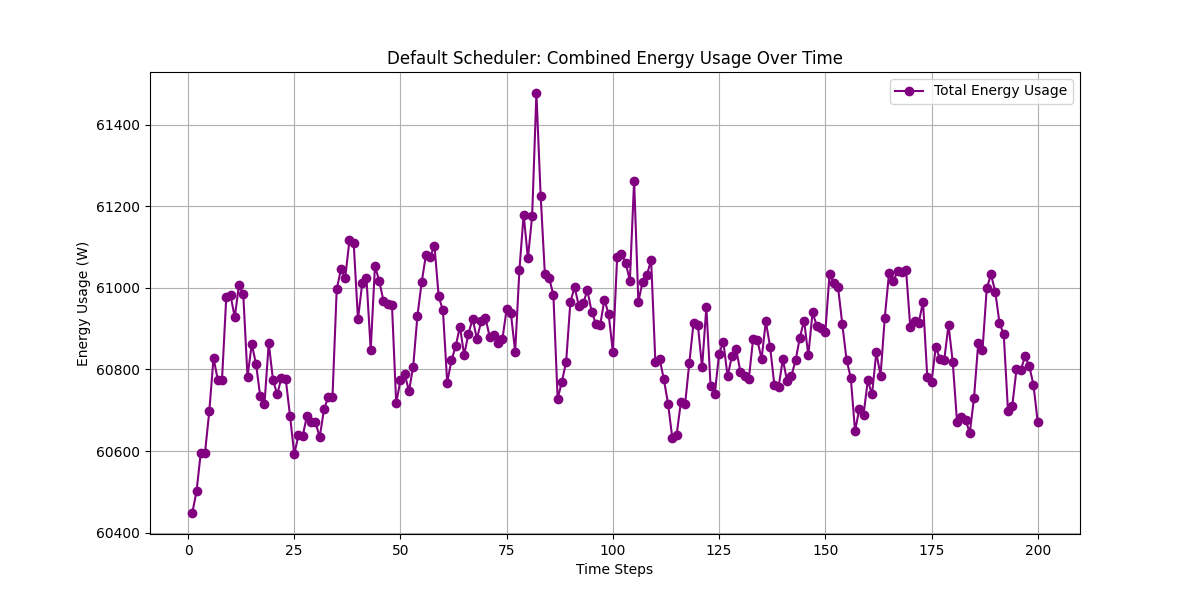 Default Scheduler: Combined Energy Usage Over Time
Total Energy Usage
Energy Usage (W)
61400
61200
61000
60800
60600
60400
0 25 50 75 100 125 150 175 200
Time Steps